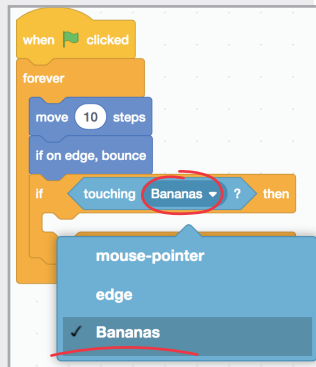 when clicked
forever
move 10 steps
if on edge, bounce
if touching Bananas ? then
mouse-pointer
edge
✓ Bananas